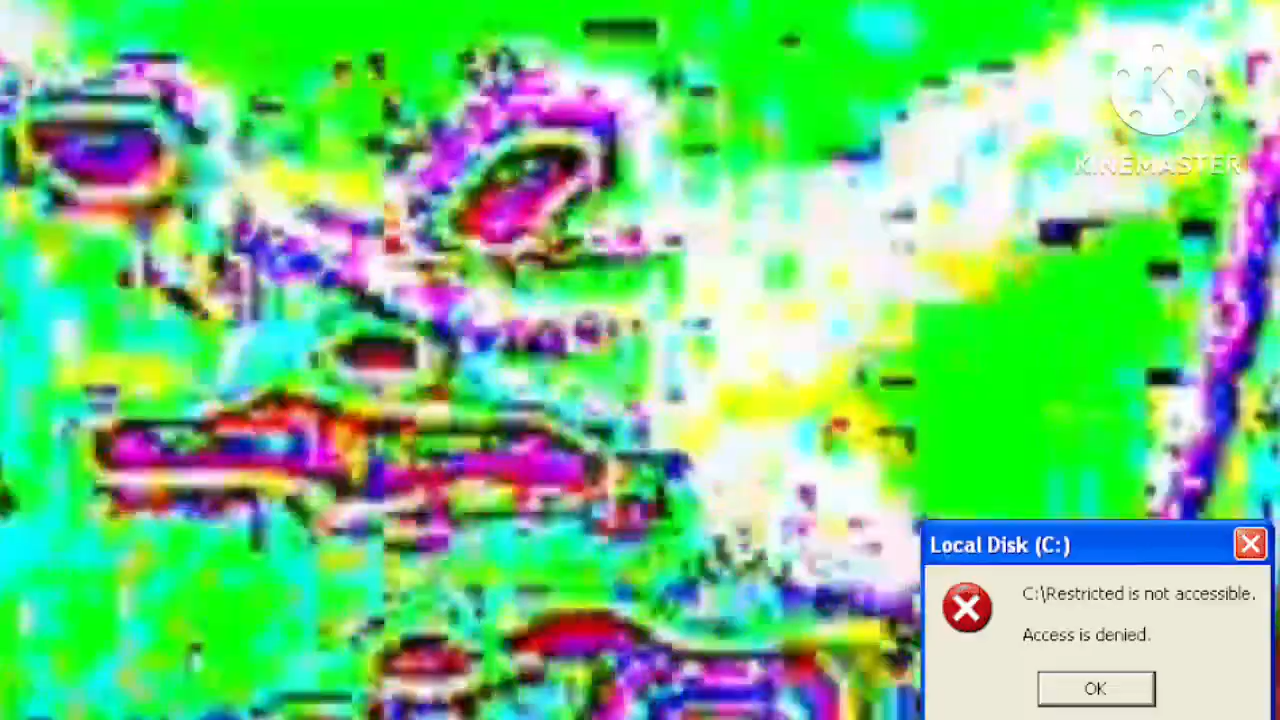 KINEMASTER
Local Disk (C:)
C:\Restricted is not accessible.
Access is denied.
OK